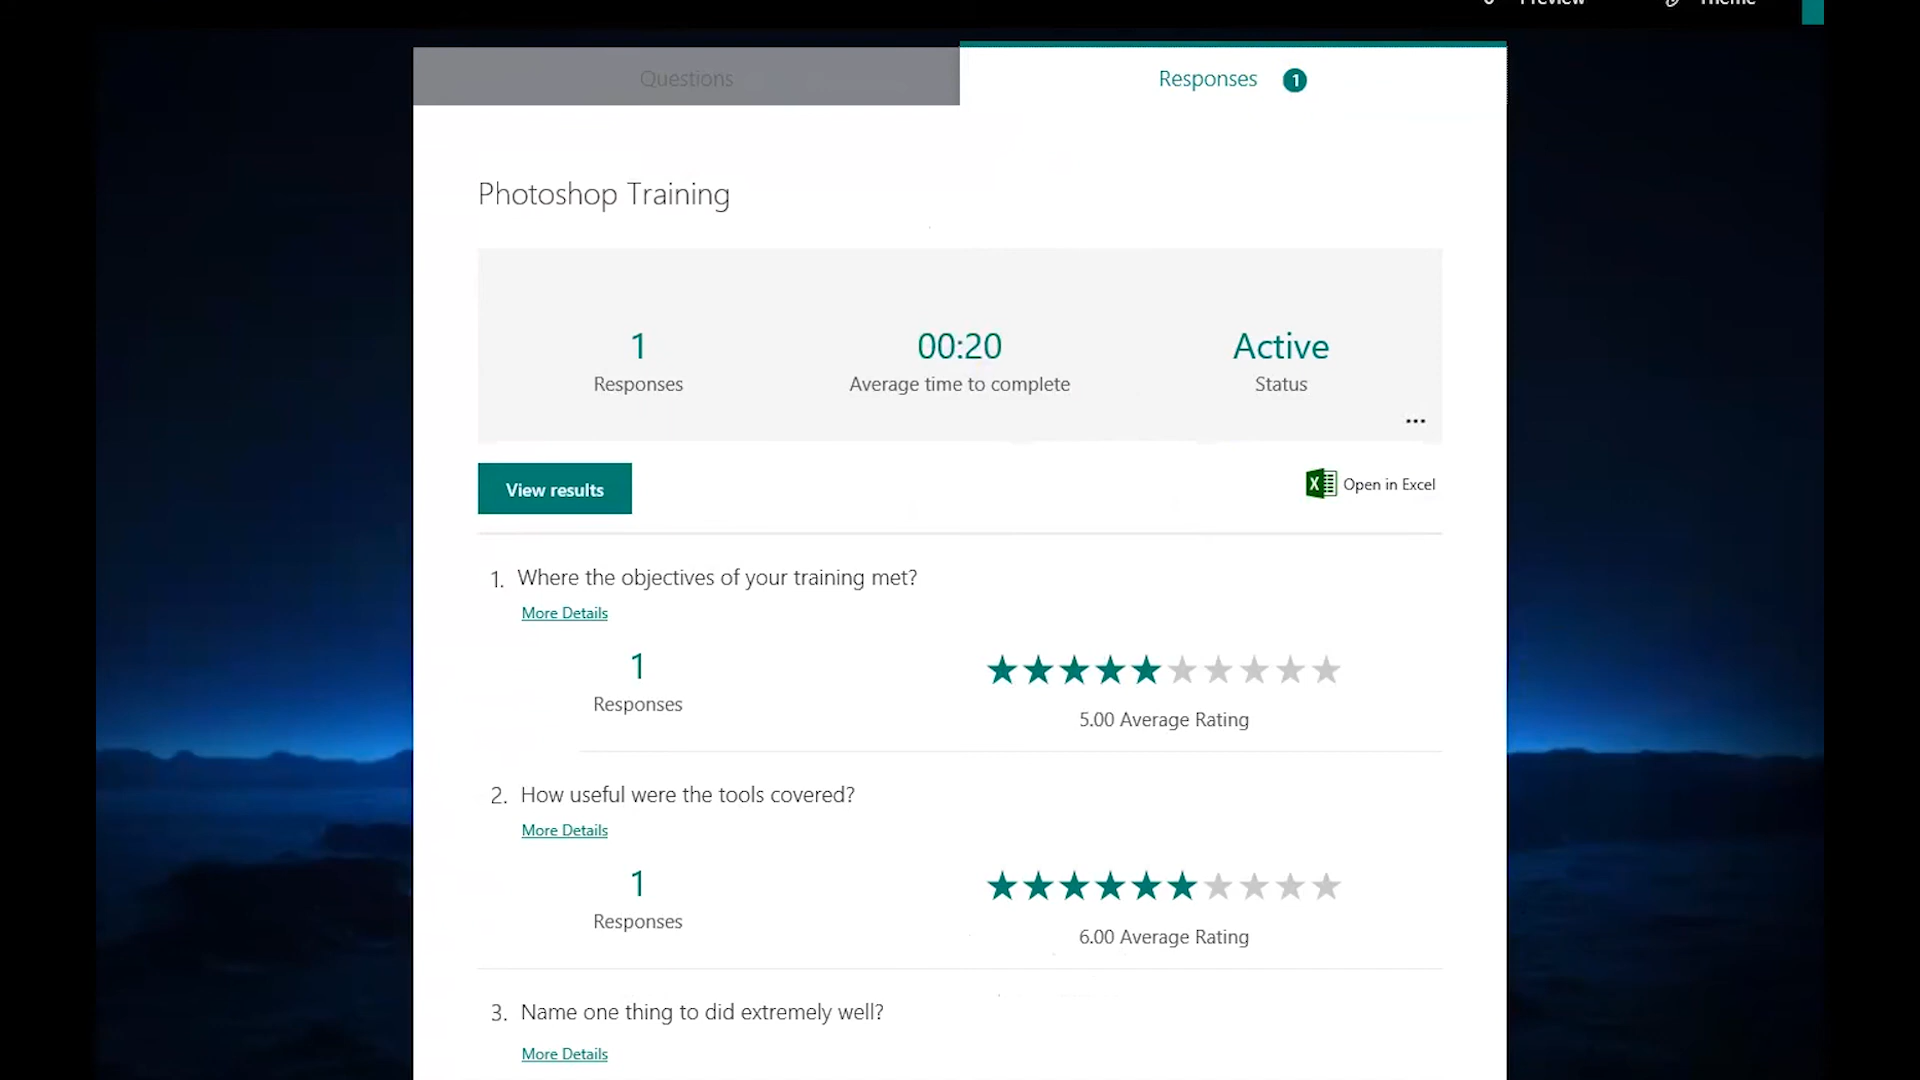 Preview Theme
Questions Responses 1
Photoshop Training
1 00:20 Active
Responses Average time to complete Status
...
View results Open in Excel
1. Where the objectives of your training met?
More Details
1
Responses
5.00 Average Rating
2. How useful were the tools covered?
More Details
1
Responses
6.00 Average Rating
3. Name one thing to did extremely well?
More Details